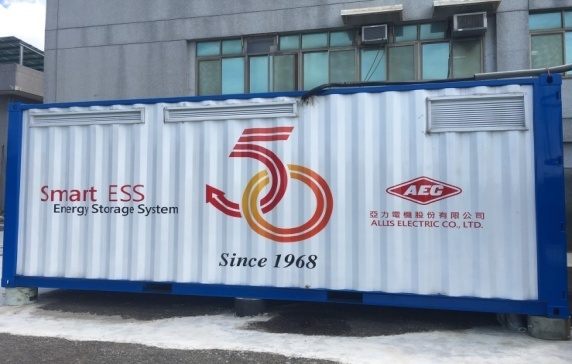 Smart ESS
Energy Storage System
50
Since 1968
AEC
亞力電機股份有限公司
ALLIS ELECTRIC CO., LTD.